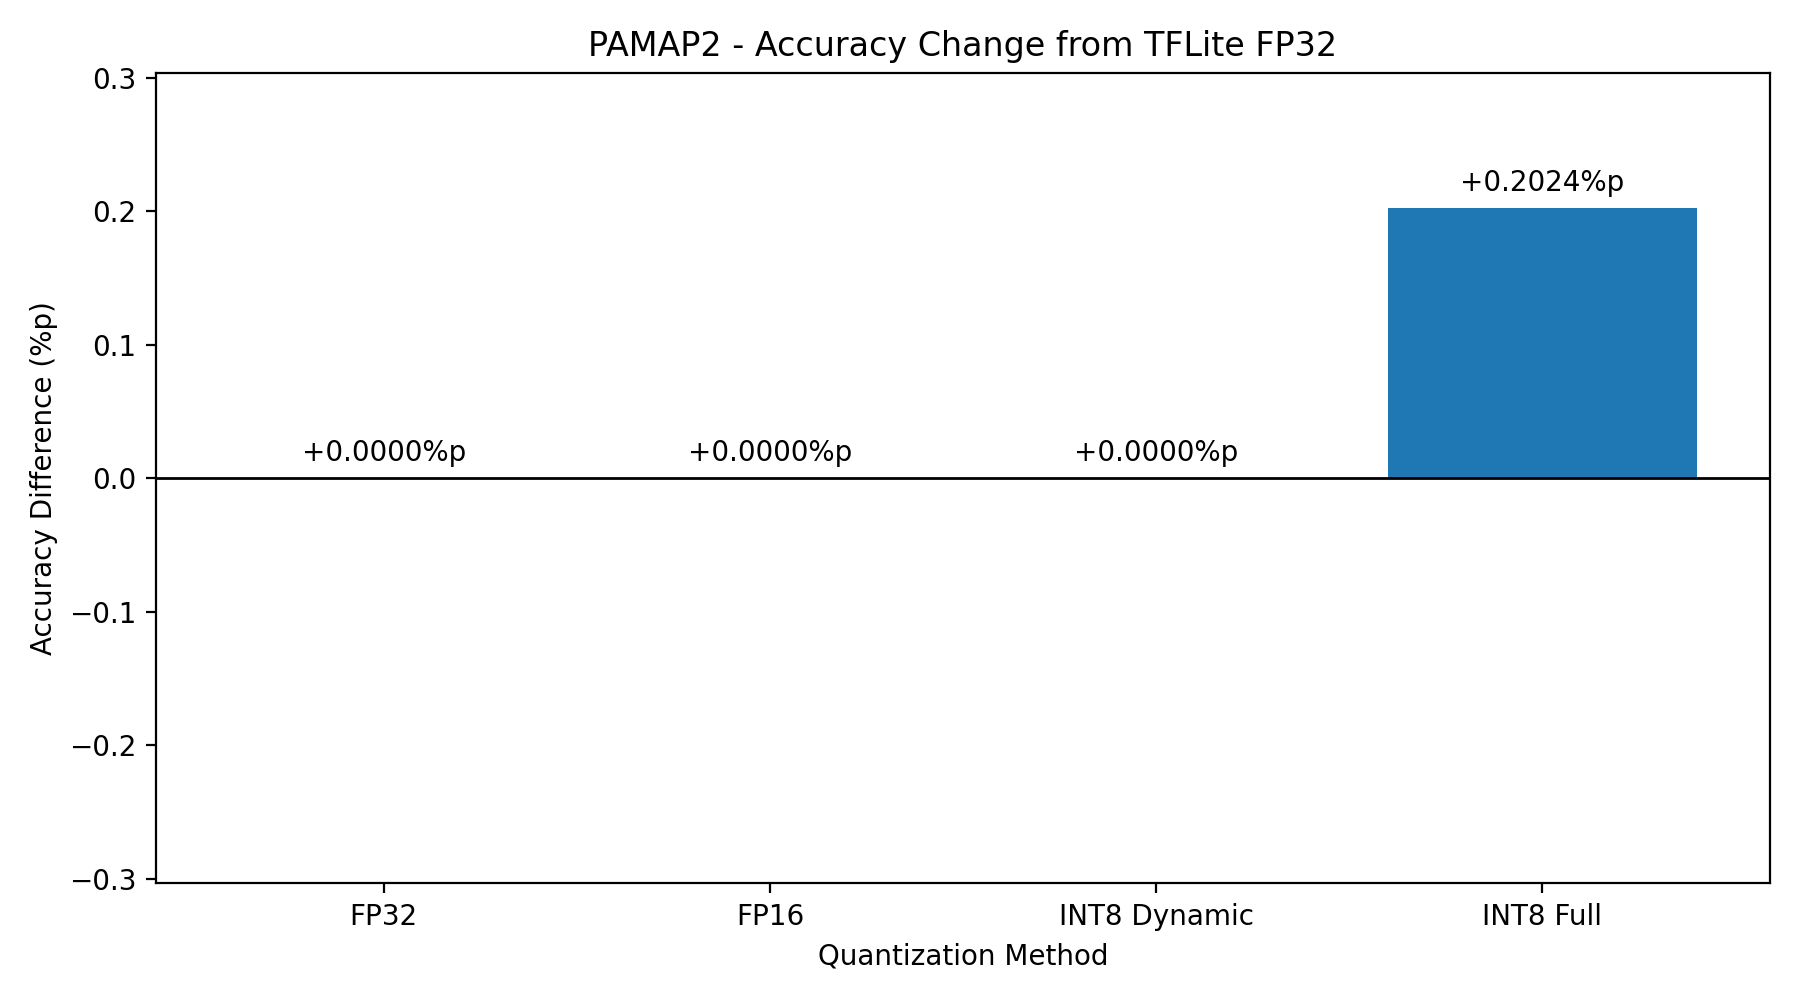 PAMAP2 - Accuracy Change from TFLite FP32
Accuracy Difference (%p)
0.3
0.2
0.1
0.0
−0.1
−0.2
−0.3
+0.0000%p
+0.0000%p
+0.0000%p
+0.2024%p
FP32
FP16
INT8 Dynamic
INT8 Full
Quantization Method